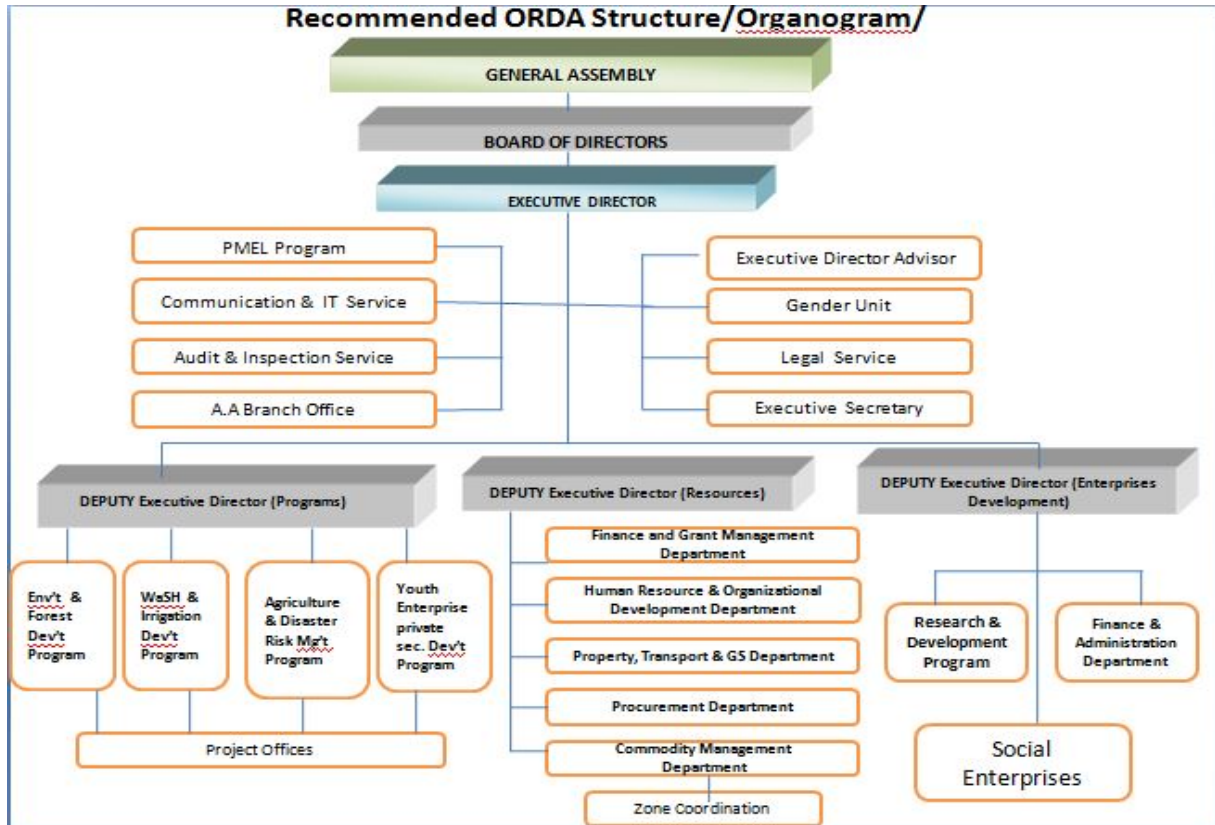 Recommended ORDA Structure/Organogram/
GENERAL ASSEMBLY
BOARD OF DIRECTORS
EXECUTIVE DIRECTOR
PMEL Program
Communication & IT Service
Audit & Inspection Service
A.A Branch Office
Executive Director Advisor
Gender Unit
Legal Service
Executive Secretary
DEPUTY Executive Director (Programs)
Env't &
Forest
Dev't
Program
WaSH &
Irrigation
Dev't
Program
Agriculture
& Disaster
Risk Mg't
Program
Youth
Enterprise
private
sec. Dev't
Program
Project Offices
DEPUTY Executive Director (Resources)
Finance and Grant Management
Department
Human Resource & Organizational
Development Department
Property, Transport & GS Department
Procurement Department
Commodity Management
Department
Zone Coordination
DEPUTY Executive Director (Enterprises
Development)
Research &
Development
Program
Finance &
Administration
Department
Social
Enterprises